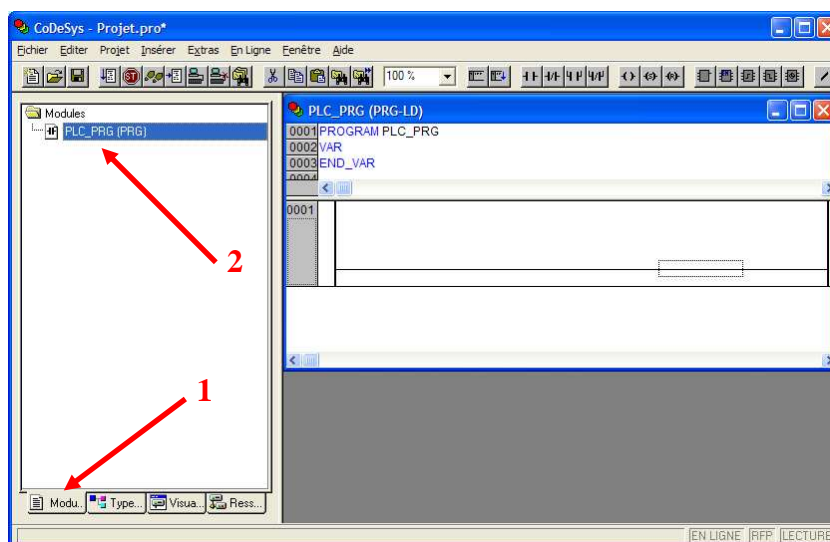 CoDeSys - Projet.pro*
Fichier Editer Projet Insérer Extras En Ligne Fenêtre Aide
100 %
Modules
PLC_PRG (PRG)
PLC_PRG (PRG-LD)
0001 PROGRAM PLC_PRG
0002 VAR
0003 END_VAR
0004
0001
2
1
Modu... Type... Visua... Ress...
EN LIGNE RFP LECTURE